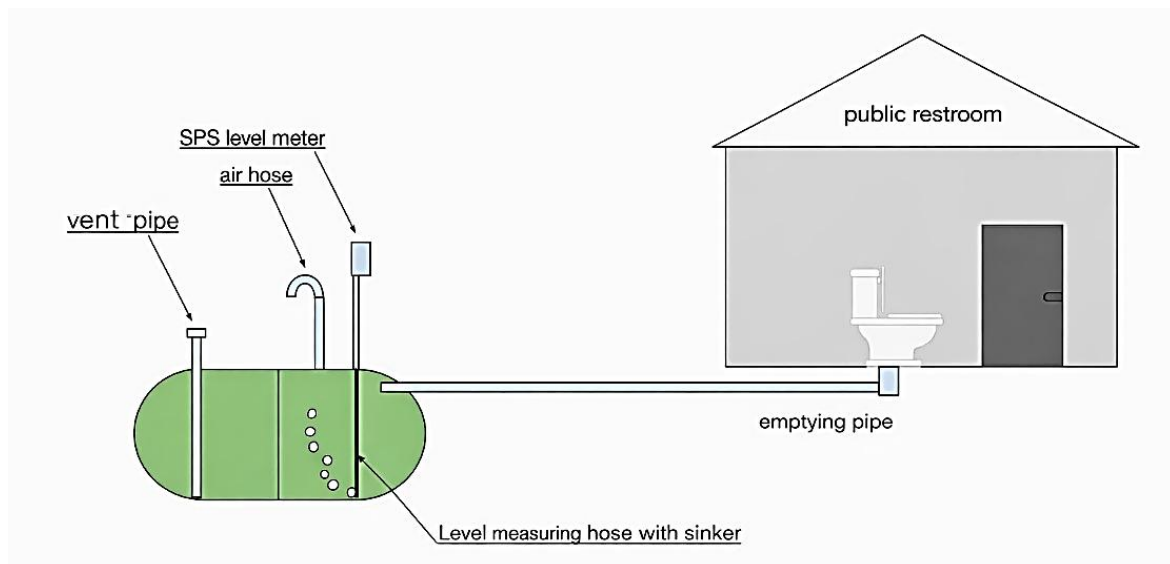 public restroom
SPS level meter
air hose
vent -pipe
emptying pipe
Level measuring hose with sinker